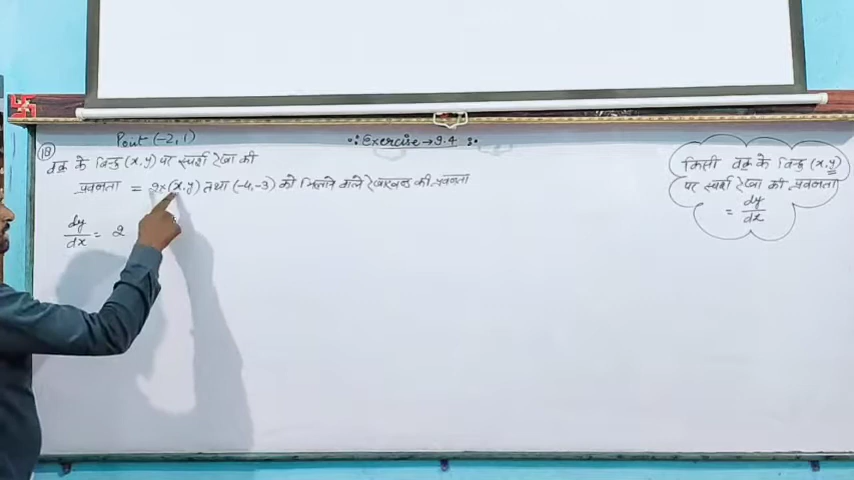 Exercise → 9.4
(18) Point (-2, 1)
वक्र के बिन्दु (x, y) पर स्पर्श रेखा की
प्रवणता = 2x(x, y) तथा (-4, -3) को मिलाने वाले रेखाखण्ड की प्रवणता
dy/dx = 2
किसी वक्र के बिन्दु (x, y)
पर स्पर्श रेखा की प्रवणता
= dy/dx